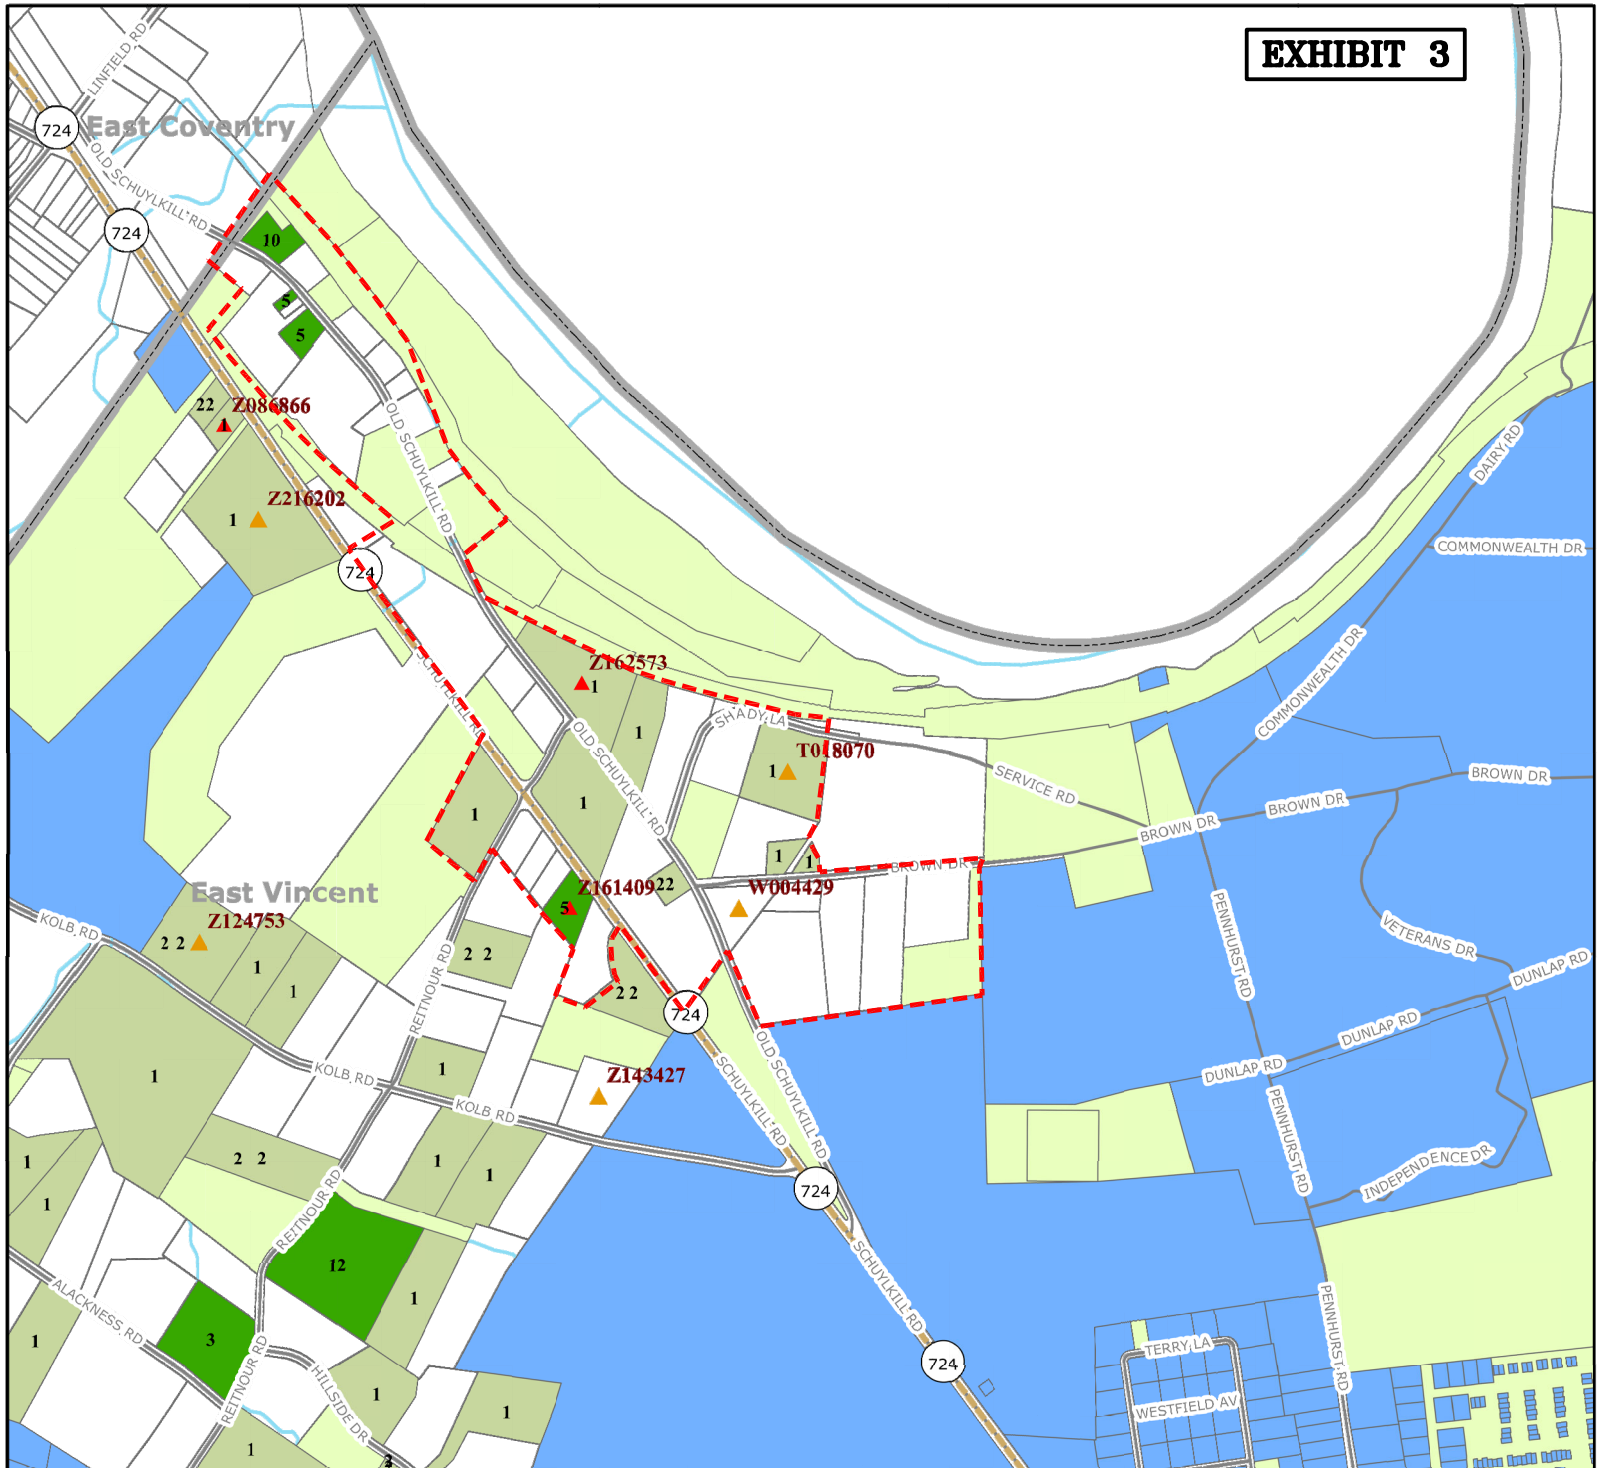 EXHIBIT 3
LINFIELD RD
724
East Coventry
OLD SCHUYLKILL RD
724
10
5
5
22
Z086866
1
OLD SCHUYLKILL RD
Z216202
1
724
SCHUYLKILL RD
Z162573
1
1
SHADY LA
OLD SCHUYLKILL RD
T018070
1
SERVICE RD
1
1
DAIRY RD
COMMONWEALTH DR
COMMONWEALTH DR
BROWN DR
BROWN DR
BROWN DR
BROWN DR
1
1
East Vincent
Z161409
5
22
W004429
Z124753
2 2
KOLB RD
1
1
2 2
REITNOUR RD
2 2
724
PENNHURST RD
VETERANS DR
DUNLAP RD
DUNLAP RD
DUNLAP RD
1
KOLB RD
1
Z143427
KOLB RD
SCHUYLKILL RD
OLD SCHUYLKILL RD
PENNHURST RD
INDEPENDENCE DR
1
1
2 2
1
1
REITNOUR RD
724
12
SCHUYLKILL RD
1
ALACKNESS RD
1
3
REITNOUR RD
HILLSIDE DR
1
1
1
724
TERRY LA
WESTFIELD AV
PENNHURST RD